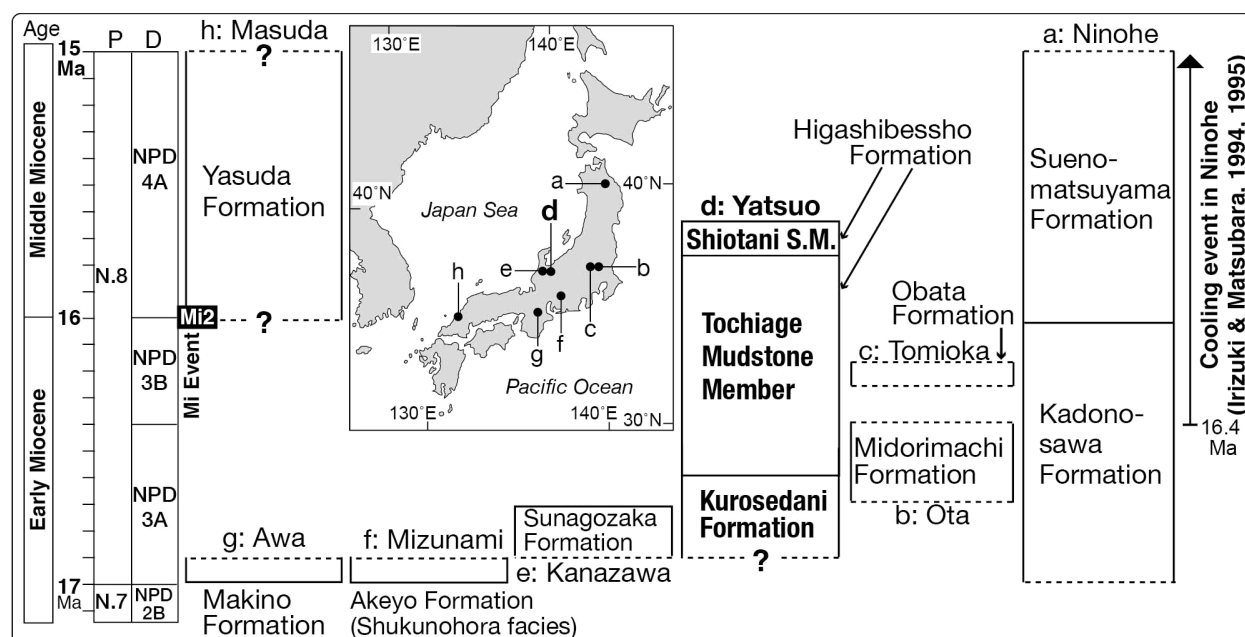 Age
P
D
15
Ma
16
17
Ma
Middle Miocene
Early Miocene
N.8
N.7
NPD
4A
NPD
3B
NPD
3A
NPD
2B
Mi2
Mi Event
h: Masuda
?
Yasuda
Formation
?
g: Awa
Makino
Formation
f: Mizunami
Akeyo Formation
(Shukunohora facies)
130˚E
140˚E
40˚N
40˚N
Japan Sea
Pacific Ocean
130˚E
140˚E
30˚N
a
d
e
b
h
c
f
g
Sunagozaka
Formation
e: Kanazawa
Higashibessho
Formation
d: Yatsuo
Shiotani S.M.
Tochiage
Mudstone
Member
Kurosedani
Formation
?
Obata
Formation
c: Tomioka
Midorimachi
Formation
b: Ota
a: Ninohe
Sueno-
matsuyama
Formation
Kadono-
sawa
Formation
Cooling event in Ninohe
(Irizuki & Matsubara, 1994, 1995)
16.4
Ma